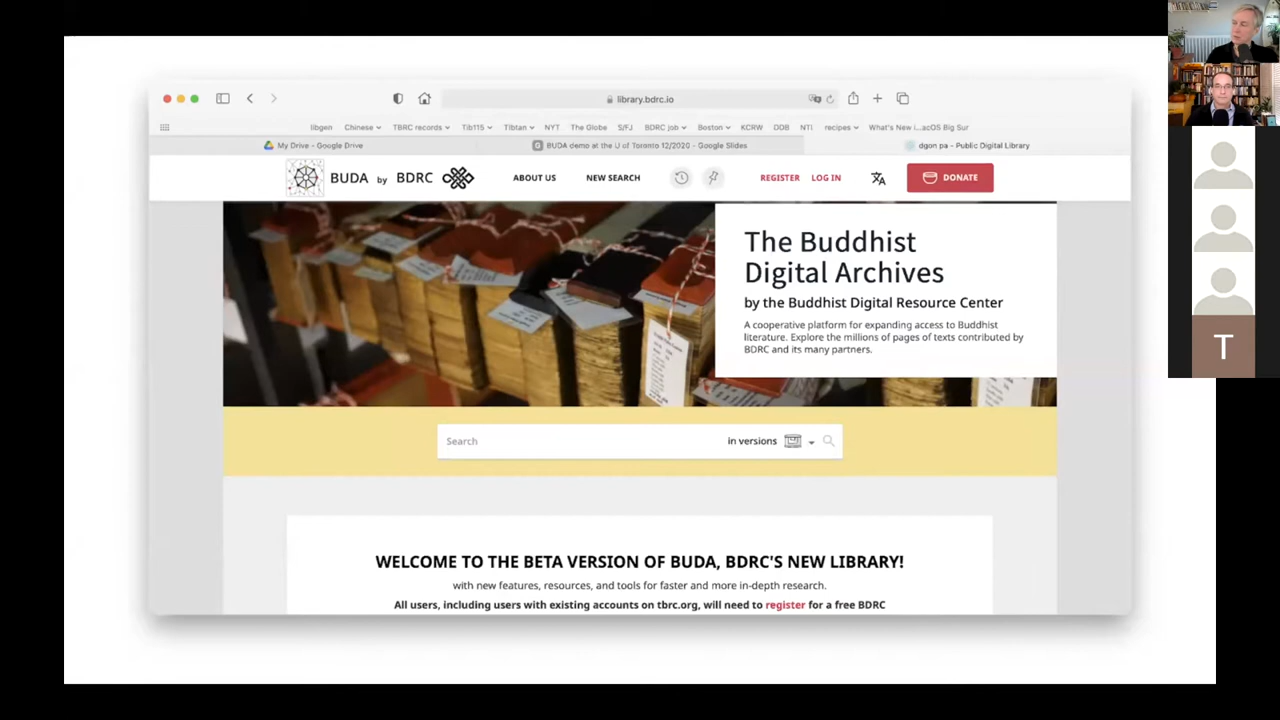 library.bdrc.io
libgen Chinese TBRC records Tib115 Tibtan NYT The Globe S/FJ BDRC job Boston KCRW DDB NTI recipes What's New i...acOS Big Sur
My Drive - Google Drive BUDA demo at the U of Toronto 12/2020 - Google Slides dgon pa - Public Digital Library
BUDA by BDRC ABOUT US NEW SEARCH REGISTER LOG IN DONATE
The Buddhist
Digital Archives
by the Buddhist Digital Resource Center
A cooperative platform for expanding access to Buddhist
literature. Explore the millions of pages of texts contributed by
BDRC and its many partners.
Search in versions
WELCOME TO THE BETA VERSION OF BUDA, BDRC'S NEW LIBRARY!
with new features, resources, and tools for faster and more in-depth research.
All users, including users with existing accounts on tbrc.org, will need to register for a free BDRC
T